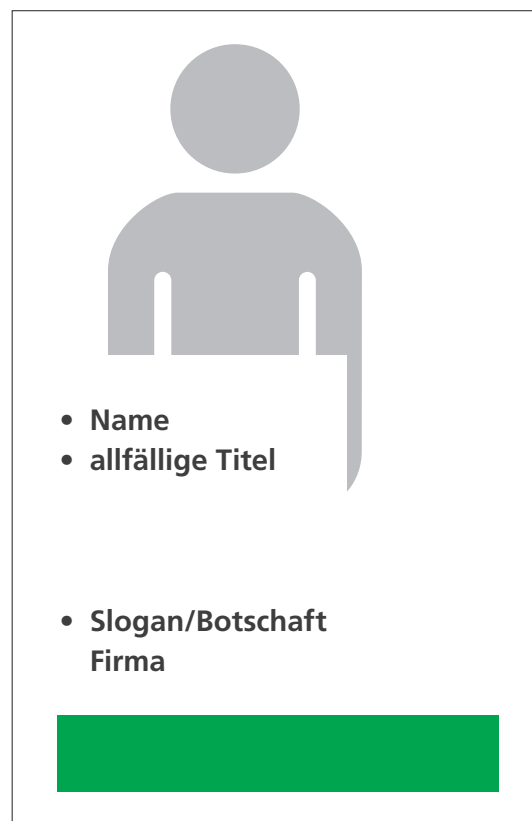 • Name
• allfällige Titel
• Slogan/Botschaft
Firma